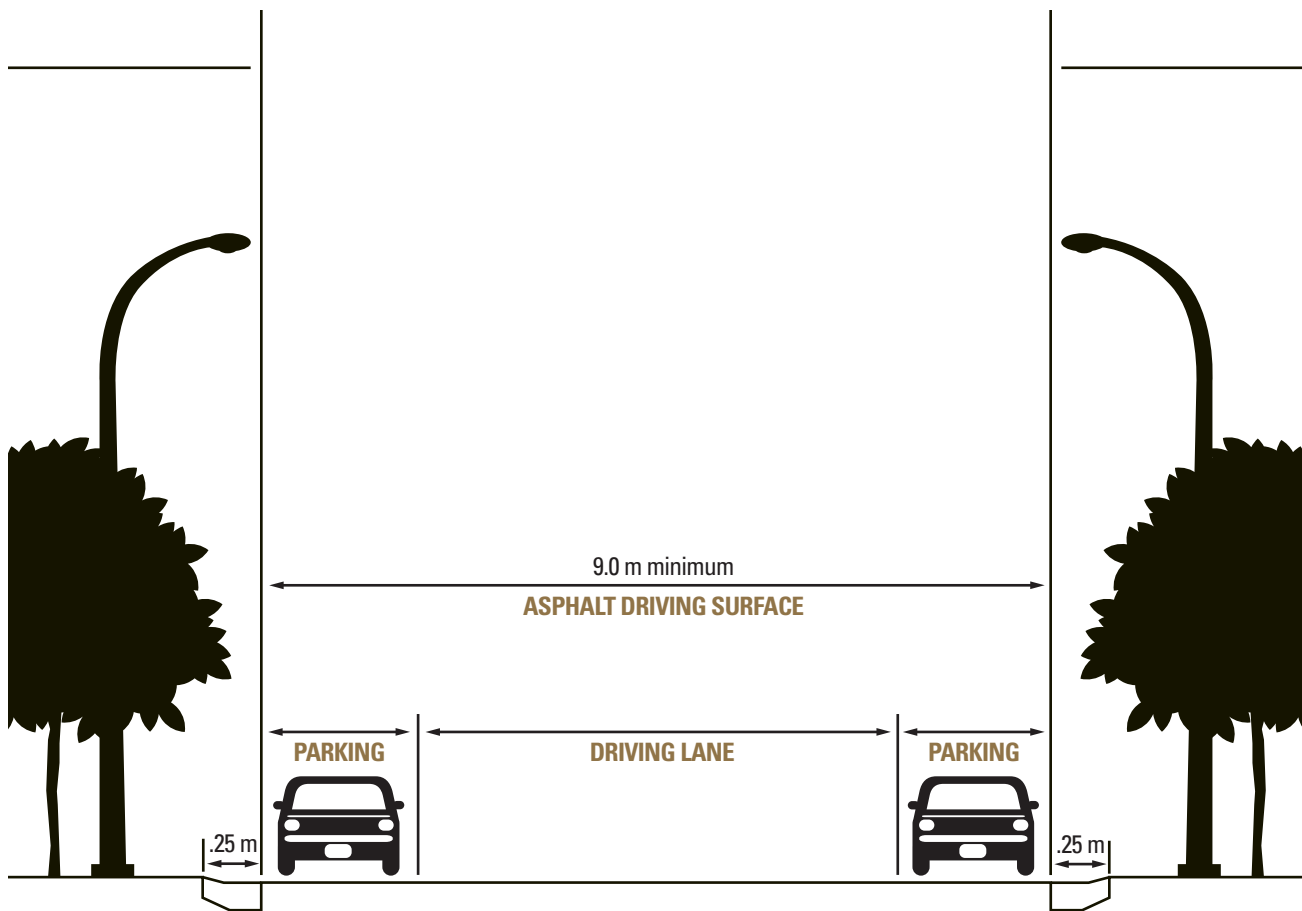 9.0 m minimum
ASPHALT DRIVING SURFACE
PARKING
DRIVING LANE
PARKING
.25 m
.25 m